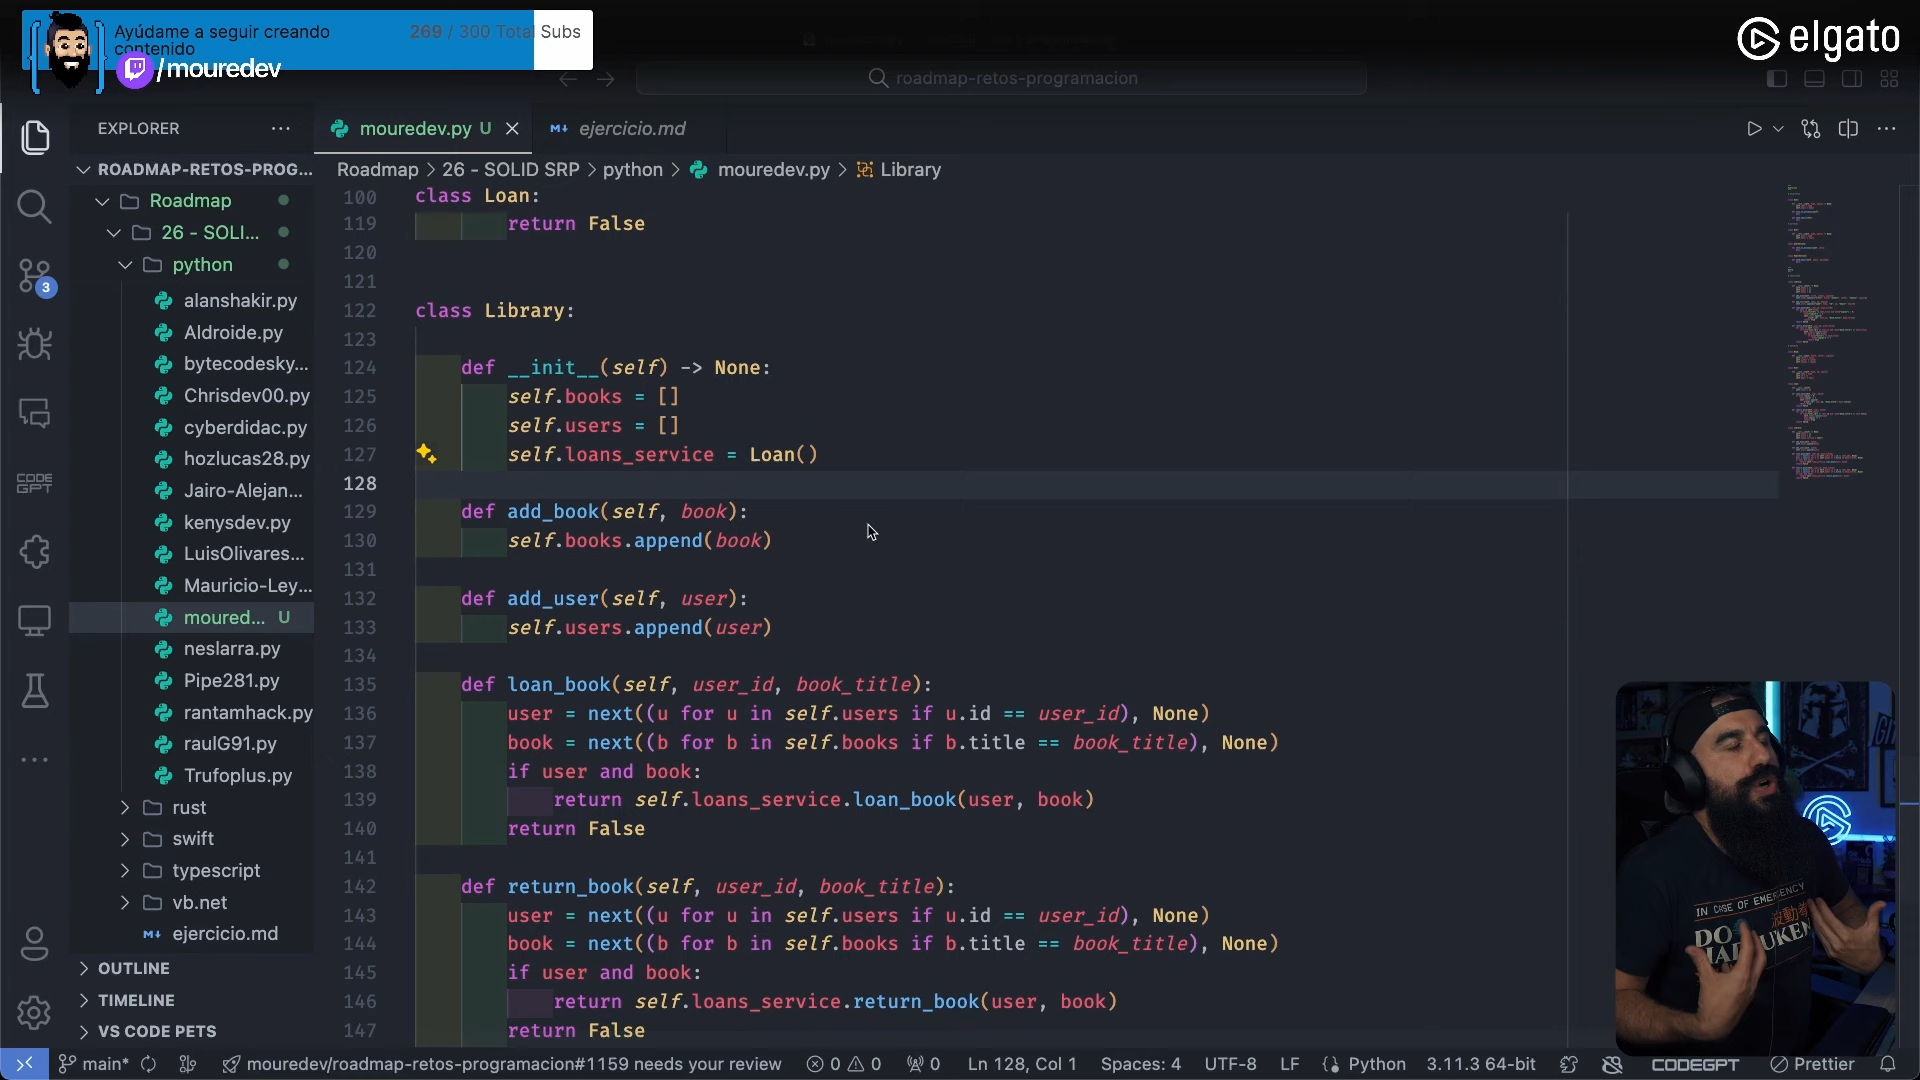 Ayúdame a seguir creando
contenido
269 / 300 Total Subs
/mouredev
elgato
roadmap-retos-programacion
EXPLORER
mouredev.py U
ejercicio.md
ROADMAP-RETOS-PROG...
Roadmap > 26 - SOLID SRP > python > mouredev.py > Library
Roadmap
26 - SOLI...
python
alanshakir.py
Aldroide.py
bytecodesky...
Chrisdev00.py
cyberdidac.py
hozlucas28.py
Jairo-Alejan...
kenysdev.py
LuisOlivares...
Mauricio-Ley...
moured... U
neslarra.py
Pipe281.py
rantamhack.py
raulG91.py
Trufoplus.py
rust
swift
typescript
vb.net
ejercicio.md
OUTLINE
TIMELINE
VS CODE PETS
3
CODE
GPT
100 class Loan:
119 return False
120
121
122 class Library:
123
124 def __init__(self) -> None:
125 self.books = []
126 self.users = []
127 self.loans_service = Loan()
128
129 def add_book(self, book):
130 self.books.append(book)
131
132 def add_user(self, user):
133 self.users.append(user)
134
135 def loan_book(self, user_id, book_title):
136 user = next((u for u in self.users if u.id == user_id), None)
137 book = next((b for b in self.books if b.title == book_title), None)
138 if user and book:
139 return self.loans_service.loan_book(user, book)
140 return False
141
142 def return_book(self, user_id, book_title):
143 user = next((u for u in self.users if u.id == user_id), None)
144 book = next((b for b in self.books if b.title == book_title), None)
145 if user and book:
146 return self.loans_service.return_book(user, book)
147 return False
IN CASE OF EMERGENCY
main* mouredev/roadmap-retos-programacion#1159 needs your review 0 0 0 Ln 128, Col 1 Spaces: 4 UTF-8 LF Python 3.11.3 64-bit CODEGPT Prettier